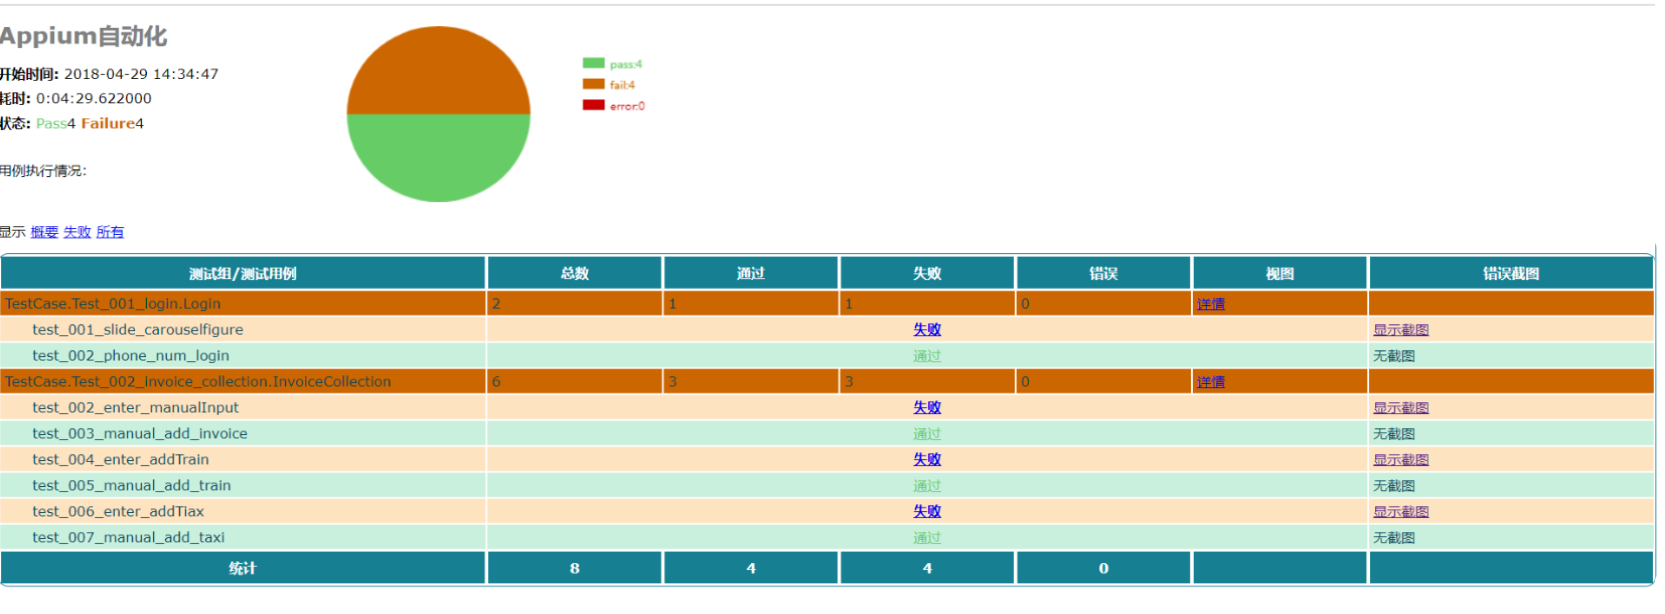 Appium自动化
开始时间: 2018-04-29 14:34:47
耗时: 0:04:29.622000
状态: Pass4 Failure4
pass:4
fail:4
error:0
用例执行情况:
显示 概要 失败 所有
测试组/测试用例 总数 通过 失败 错误 视图 错误截图
TestCase.Test_001_login.Login 2 1 1 0 详情
test_001_slide_carouselfigure 失败 显示截图
test_002_phone_num_login 通过 无截图
TestCase.Test_002_invoice_collection.InvoiceCollection 6 3 3 0 详情
test_002_enter_manualInput 失败 显示截图
test_003_manual_add_invoice 通过 无截图
test_004_enter_addTrain 失败 显示截图
test_005_manual_add_train 通过 无截图
test_006_enter_addTiax 失败 显示截图
test_007_manual_add_taxi 通过 无截图
统计 8 4 4 0